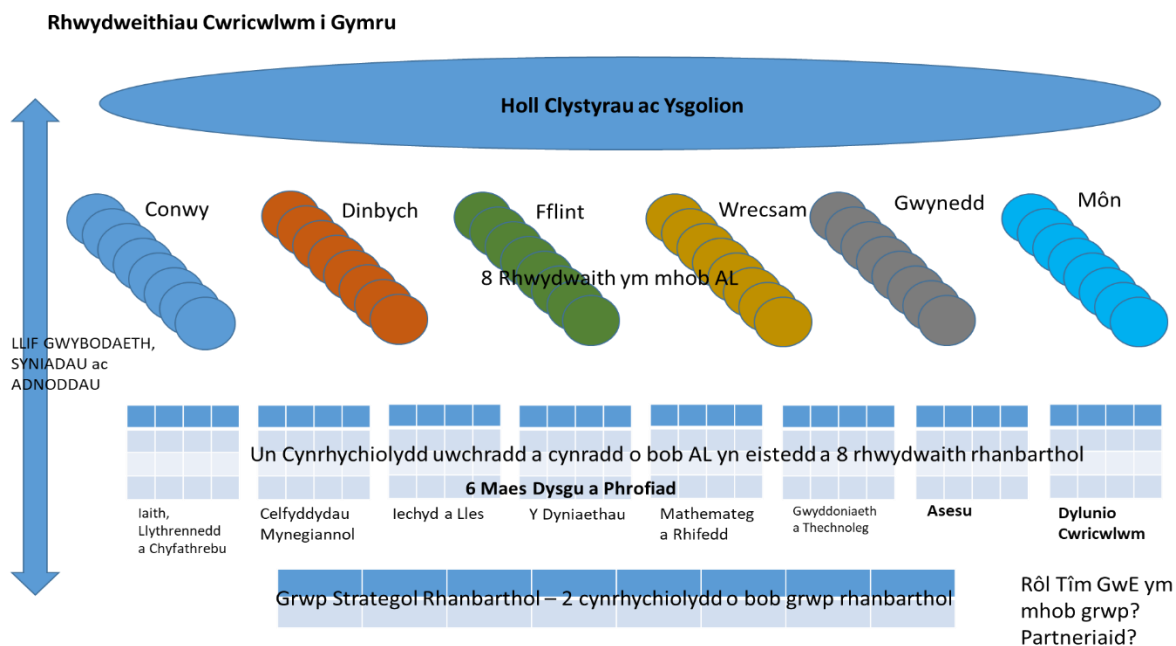 Rhwydweithiau Cwricwlwm i Gymru
Holl Clystyrau ac Ysgolion
Conwy
Dinbych
Fflint
Wrecsam
Gwynedd
Môn
8 Rhwydwaith ym mhob AL
LLIF GWYBODAETH,
SYNIADAU ac
ADNODDAU
Un Cynrhychiolydd uwchradd a cynradd o bob AL yn eistedd a 8 rhwydwaith rhanbarthol
6 Maes Dysgu a Phrofiad
Iaith,
Llythrennedd
a Chyfathrebu
Celfyddydau
Mynegiannol
Iechyd a Lles
Y Dyniaethau
Mathemateg
a Rhifedd
Gwyddoniaeth
a Thechnoleg
Asesu
Dylunio
Cwricwlwm
Grwp Strategol Rhanbarthol – 2 cynrhychiolydd o bob grwp rhanbarthol
Rôl Tîm GwE ym
mhob grwp?
Partneriaid?